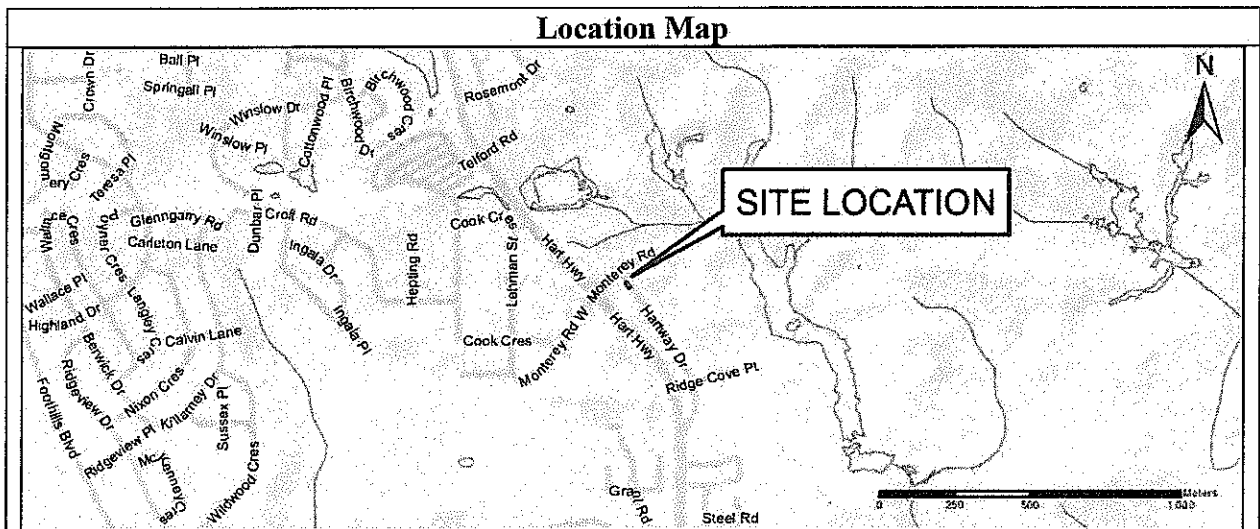 Location Map
Crown Dr
Ball Pl
Springall Pl
Winslow Dr
Winslow Pl
Cottonwood Pl
Birchwood Dr
Birchwood Cres
Rosemont Dr
N
Montgomery Cres
Teresa Pl
Telford Rd
SITE LOCATION
Glenngarry Rd
Carleton Lane
Dunbar Pl
Croft Rd
Ingala Dr
Ingala Pl
Hepting Rd
Cook Cres
Lehman St
Hart Hwy
Monterey Rd
Monterey Rd W
Wallace Pl
Highland Dr
Langley Cres
Calvin Lane
Cook Cres
Hart Hwy
Hartway Dr
Ridge Cove Pl
Berwick Dr
Ridgeview Dr
Foothills Blvd
Nixon Cres
Killarney Dr
Ridgeview Pl
Sussex Pl
McKenney Cres
Wildwood Cres
Grant Rd
Steel Rd
Meters
0 250 500 1,000